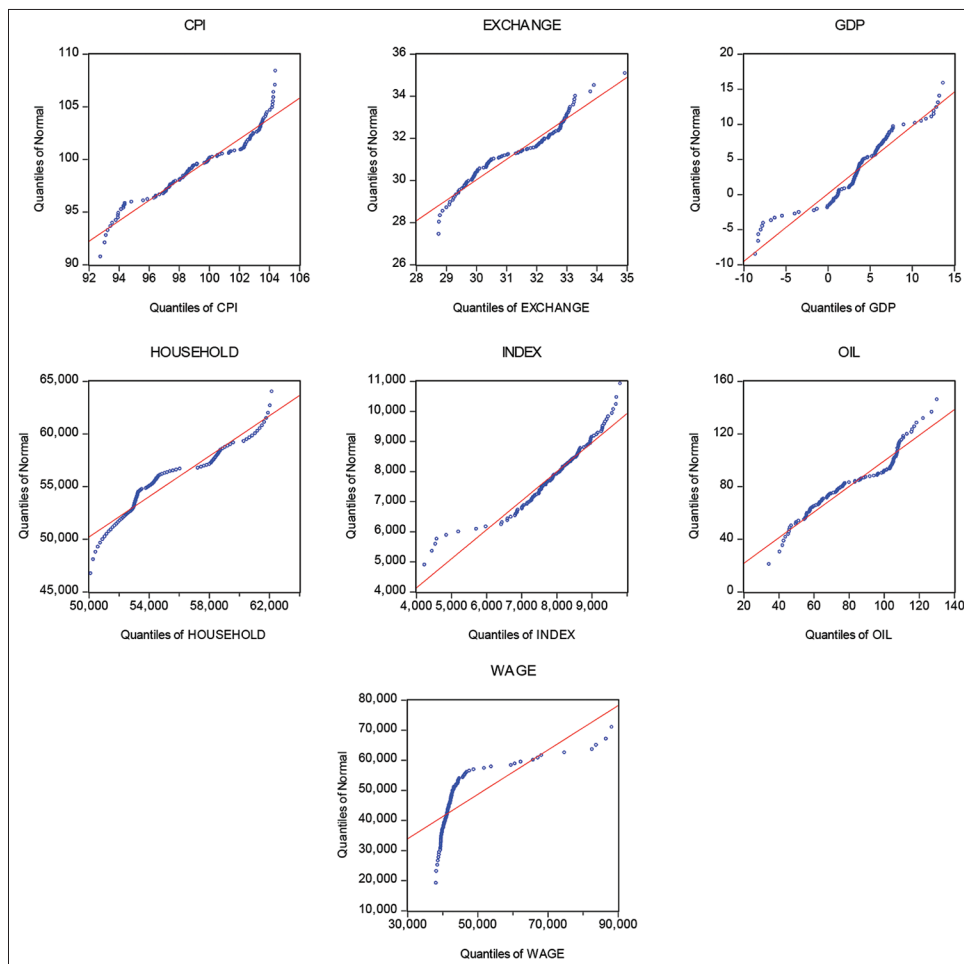 CPI
110
105
100
95
90
Quantiles of Normal
92 94 96 98 100 102 104 106
Quantiles of CPI
EXCHANGE
36
34
32
30
28
26
Quantiles of Normal
28 29 30 31 32 33 34 35
Quantiles of EXCHANGE
GDP
20
15
10
5
0
-5
-10
Quantiles of Normal
-10 -5 0 5 10 15
Quantiles of GDP
HOUSEHOLD
65,000
60,000
55,000
50,000
45,000
Quantiles of Normal
50,000 54,000 58,000 62,000
Quantiles of HOUSEHOLD
INDEX
11,000
10,000
9,000
8,000
7,000
6,000
5,000
4,000
Quantiles of Normal
4,000 5,000 6,000 7,000 8,000 9,000
Quantiles of INDEX
OIL
160
120
80
40
0
Quantiles of Normal
20 40 60 80 100 120 140
Quantiles of OIL
WAGE
80,000
70,000
60,000
50,000
40,000
30,000
20,000
10,000
Quantiles of Normal
30,000 50,000 70,000 90,000
Quantiles of WAGE